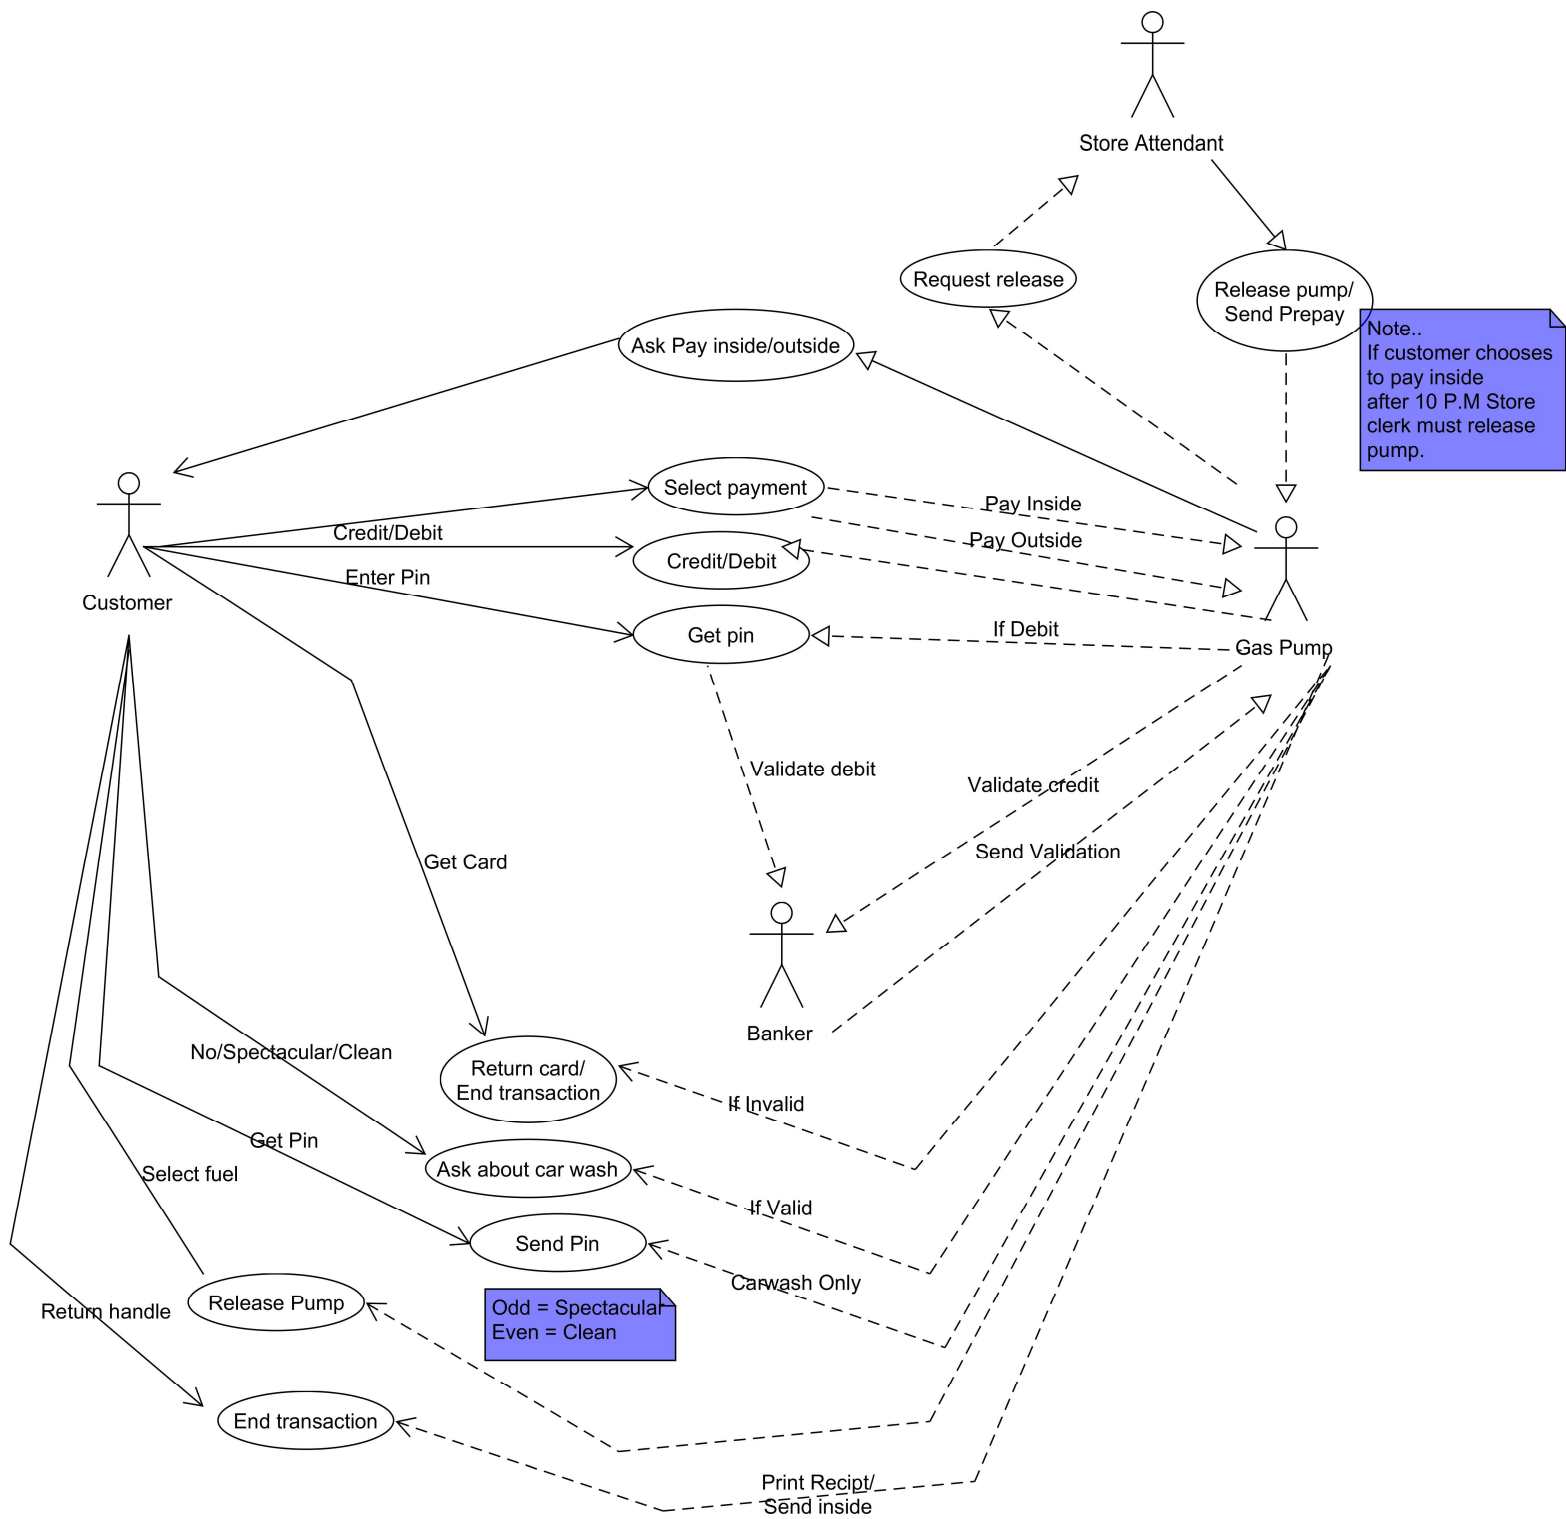 Store Attendant
Request release
Release pump/
Send Prepay
Note..
If customer chooses
to pay inside
after 10 P.M Store
clerk must release
pump.
Ask Pay inside/outside
Select payment
Pay Inside
Credit/Debit
Pay Outside
Credit/Debit
Enter Pin
Customer
Get pin
If Debit
Gas Pump
Validate debit
Validate credit
Send Validation
Get Card
Banker
No/Spectacular/Clean
Return card/
End transaction
If Invalid
Get Pin
Ask about car wash
Select fuel
If Valid
Send Pin
Carwash Only
Release Pump
Return handle
Odd = Spectacular
Even = Clean
End transaction
Print Recipt/
Send inside